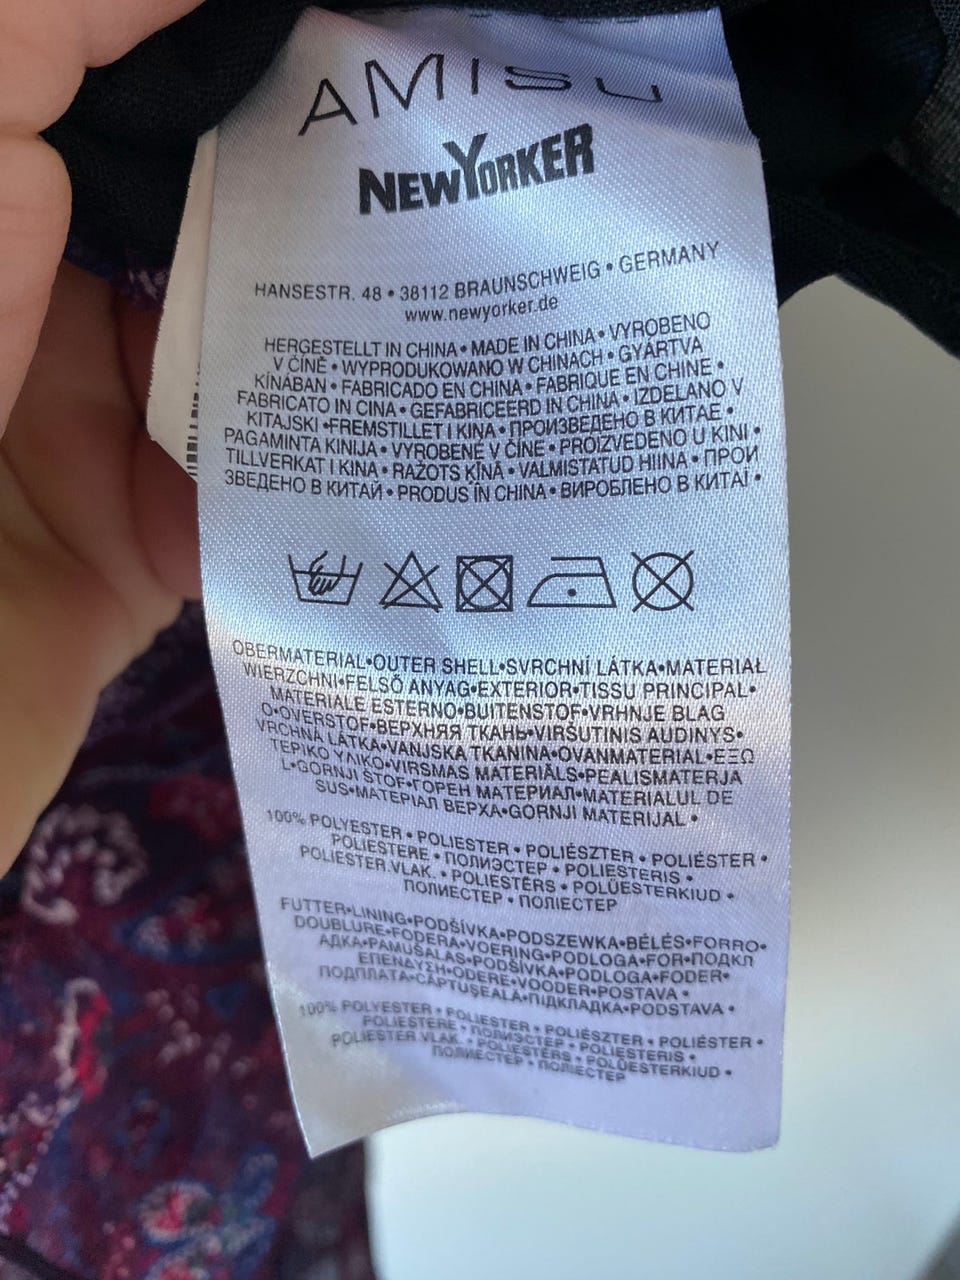 AMISU
NEWYORKER
HANSESTR. 48 • 38112 BRAUNSCHWEIG • GERMANY
www.newyorker.de
HERGESTELLT IN CHINA • MADE IN CHINA • VYROBENO
V ČÍNĚ • WYPRODUKOWANO W CHINACH • GYÁRTVA
KÍNÁBAN • FABRICADO EN CHINA • FABRIQUE EN CHINE •
FABRICATO IN CINA • GEFABRICEERD IN CHINA • IZDELANO V
KITAJSKI •FREMSTILLET I KINA • ПРОИЗВЕДЕНО В КИТАЕ •
PAGAMINTA KINIJA • VYROBENÉ V ČÍNE • PROIZVEDENO U KINI •
TILLVERKAT I KINA • RAŽOTS ĶĪNĀ • VALMISTATUD HIINA • ПРОИ
ЗВЕДЕНО В КИТАЙ • PRODUS ÎN CHINA • ВИРОБЛЕНО В КИТАЇ •
OBERMATERIAL•OUTER SHELL•SVRCHNÍ LÁTKA•MATERIAŁ
WIERZCHNI•FELSŐ ANYAG•EXTERIOR•TISSU PRINCIPAL•
MATERIALE ESTERNO•BUITENSTOF•VRHNJE BLAG
O•OVERSTOF•ВЕРХНЯЯ ТКАНЬ•VIRŠUTINIS AUDINYS•
VRCHNÁ LÁTKA•VANJSKA TKANINA•OVANMATERIAL•ΕΞΩ
ΤΕΡΙΚΟ ΥΛΙΚΟ•VIRSMAS MATERIĀLS•PEALISMATERJA
L•GORNJI ŠTOF•ГОРЕН МАТЕРИАЛ•MATERIALUL DE
SUS•МАТЕРІАЛ ВЕРХА•GORNJI MATERIJAL •
100% POLYESTER • POLIESTER • POLIÉSZTER • POLIÉSTER •
POLIESTERE • ПОЛИЭСТЕР • POLIESTERIS •
POLIESTER.VLAK. • POLIESTĒRS • POLÜESTERKIUD •
ПОЛИЕСТЕР • ПОЛІЕСТЕР
FUTTER•LINING•PODŠÍVKA•PODSZEWKA•BÉLÉS•FORRO•
DOUBLURE•FODERA•VOERING•PODLOGA•FOR•ПОДКЛ
АДКА•PAMUŠALAS•PODŠÍVKA•PODLOGA•FODER•
ΕΠΕΝΔΥΣΗ•ODERE•VOODER•POSTAVA •
ПОДПЛАТА•CĂPTUŞEALĂ•ПІДКЛАДКА•PODSTAVA •
100% POLYESTER • POLIESTER • POLIÉSZTER • POLIÉSTER •
POLIESTERE • ПОЛИЭСТЕР • POLIESTERIS •
POLIESTER.VLAK. • POLIESTĒRS • POLÜESTERKIUD •
ПОЛИЕСТЕР • ПОЛІЕСТЕР